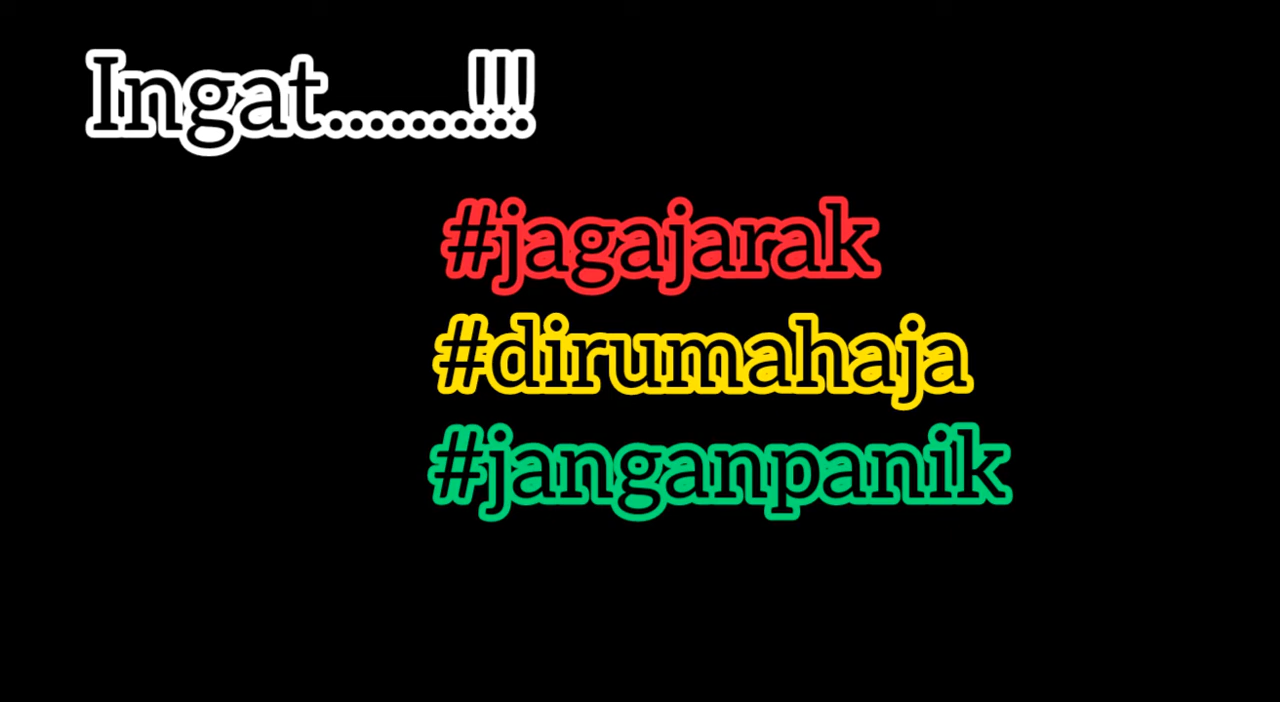 Ingat.......!!!
#jagajarak
#dirumahaja
#janganpanik